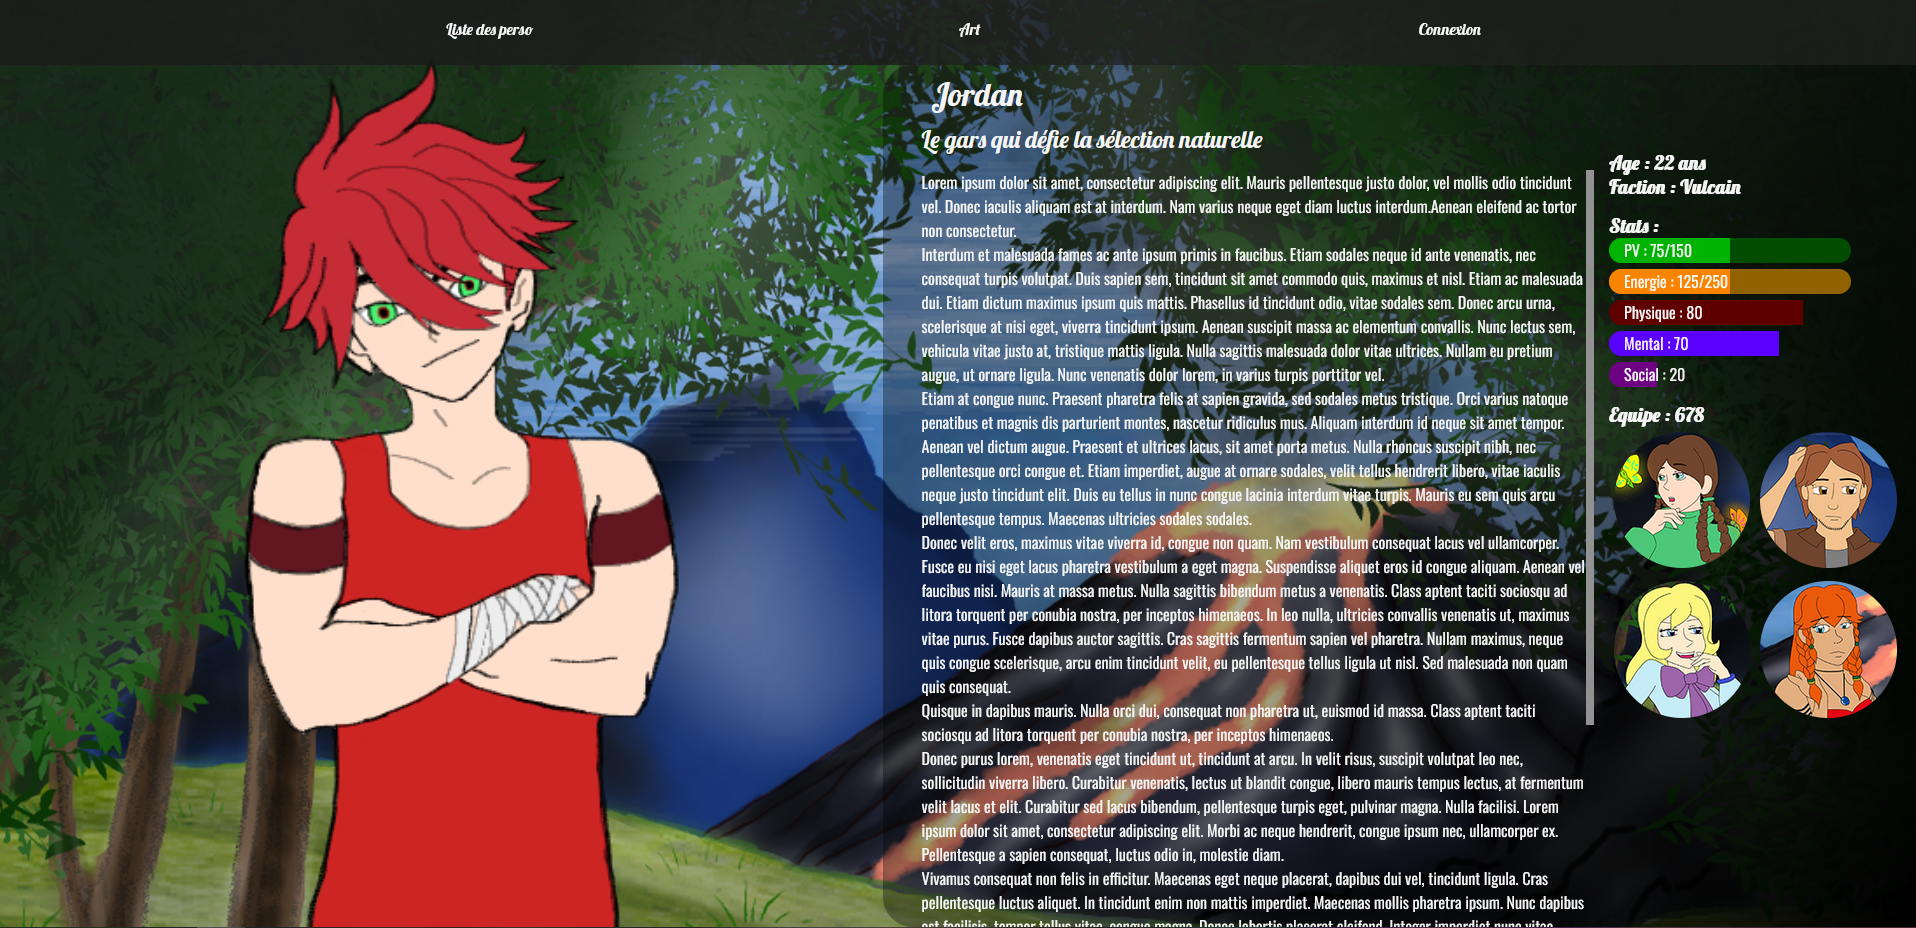 Liste des perso
Art
Connexion
Jordan
Le gars qui défie la sélection naturelle
Lorem ipsum dolor sit amet, consectetur adipiscing elit. Mauris pellentesque justo dolor, vel mollis odio tincidunt
vel. Donec iaculis aliquam est at interdum. Nam varius neque eget diam luctus interdum.Aenean eleifend ac tortor
non consectetur.
Interdum et malesuada fames ac ante ipsum primis in faucibus. Etiam sodales neque id ante venenatis, nec
consequat turpis volutpat. Duis sapien sem, tincidunt sit amet commodo quis, maximus et nisl. Etiam ac malesuada
dui. Etiam dictum maximus ipsum quis mattis. Phasellus id tincidunt odio, vitae sodales sem. Donec arcu urna,
scelerisque at nisi eget, viverra tincidunt ipsum. Aenean suscipit massa ac elementum convallis. Nunc lectus sem,
vehicula vitae justo at, tristique mattis ligula. Nulla sagittis malesuada dolor vitae ultrices. Nullam eu pretium
augue, ut ornare ligula. Nunc venenatis dolor lorem, in varius turpis porttitor vel.
Etiam at congue nunc. Praesent pharetra felis at sapien gravida, sed sodales metus tristique. Orci varius natoque
penatibus et magnis dis parturient montes, nascetur ridiculus mus. Aliquam interdum id neque sit amet tempor.
Aenean vel dictum augue. Praesent et ultrices lacus, sit amet porta metus. Nulla rhoncus suscipit nibh, nec
pellentesque orci congue et. Etiam imperdiet, augue at ornare sodales, velit tellus hendrerit libero, vitae iaculis
neque justo tincidunt elit. Duis eu tellus in nunc congue lacinia interdum vitae turpis. Mauris eu sem quis arcu
pellentesque tempus. Maecenas ultricies sodales sodales.
Donec velit eros, maximus vitae viverra id, congue non quam. Nam vestibulum consequat lacus vel ullamcorper.
Fusce eu nisi eget lacus pharetra vestibulum a eget magna. Suspendisse aliquet eros id congue aliquam. Aenean vel
faucibus nisi. Mauris at massa metus. Nulla sagittis bibendum metus a venenatis. Class aptent taciti sociosqu ad
litora torquent per conubia nostra, per inceptos himenaeos. In leo nulla, ultricies convallis venenatis ut, maximus
vitae purus. Fusce dapibus auctor sagittis. Cras sagittis fermentum sapien vel pharetra. Nullam maximus, neque
quis congue scelerisque, arcu enim tincidunt velit, eu pellentesque tellus ligula ut nisl. Sed malesuada non quam
quis consequat.
Quisque in dapibus mauris. Nulla orci dui, consequat non pharetra ut, euismod id massa. Class aptent taciti
sociosqu ad litora torquent per conubia nostra, per inceptos himenaeos.
Donec purus lorem, venenatis eget tincidunt ut, tincidunt at arcu. In velit risus, suscipit volutpat leo nec,
sollicitudin viverra libero. Curabitur venenatis, lectus ut blandit congue, libero mauris tempus lectus, at fermentum
velit lacus et elit. Curabitur sed lacus bibendum, pellentesque turpis eget, pulvinar magna. Nulla facilisi. Lorem
ipsum dolor sit amet, consectetur adipiscing elit. Morbi ac neque hendrerit, congue ipsum nec, ullamcorper ex.
Pellentesque a sapien consequat, luctus odio in, molestie diam.
Vivamus consequat non felis in efficitur. Maecenas eget neque placerat, dapibus dui vel, tincidunt ligula. Cras
pellentesque luctus aliquet. In tincidunt enim non mattis imperdiet. Maecenas mollis pharetra ipsum. Nunc dapibus
est facilisis, tempor tellus vitae, congue magna. Donec lobortis placerat eleifend. Integer imperdiet nunc vitae
Age : 22 ans
Faction : Vulcain
Stats :
PV : 75/150
Energie : 125/250
Physique : 80
Mental : 70
Social : 20
Equipe : 678